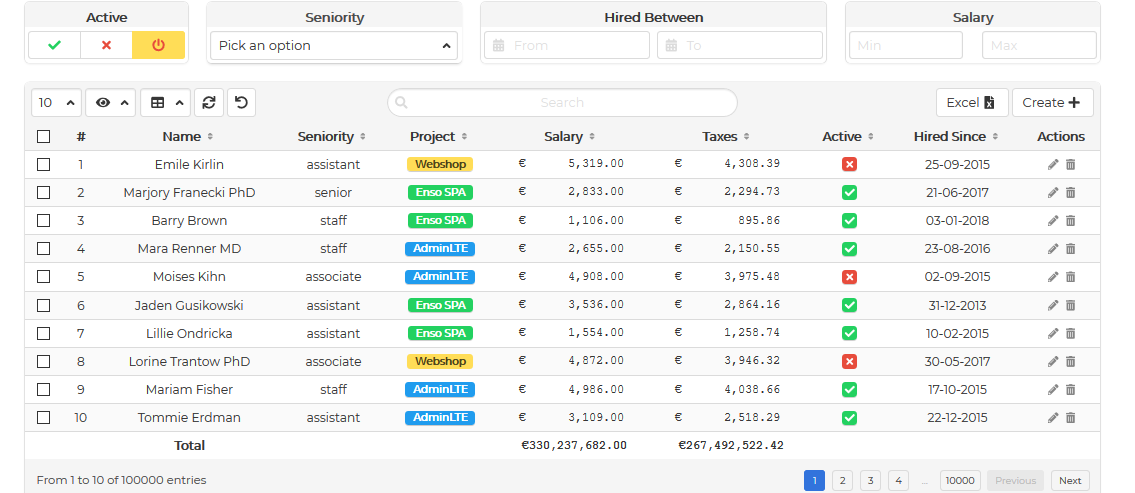 Active Seniority Hired Between Salary
Pick an option From To Min Max
10 Search Excel Create
# Name Seniority Project Salary Taxes Active Hired Since Actions
1 Emile Kirlin assistant Webshop € 5,319.00 € 4,308.39 25-09-2015
2 Marjory Franecki PhD senior Enso SPA € 2,833.00 € 2,294.73 21-06-2017
3 Barry Brown staff Enso SPA € 1,106.00 € 895.86 03-01-2018
4 Mara Renner MD staff AdminLTE € 2,655.00 € 2,150.55 23-08-2016
5 Moises Kihn associate AdminLTE € 4,908.00 € 3,975.48 02-09-2015
6 Jaden Gusikowski assistant Enso SPA € 3,536.00 € 2,864.16 31-12-2013
7 Lillie Ondricka assistant Enso SPA € 1,554.00 € 1,258.74 10-02-2015
8 Lorine Trantow PhD associate Webshop € 4,872.00 € 3,946.32 30-05-2017
9 Mariam Fisher staff AdminLTE € 4,986.00 € 4,038.66 17-10-2015
10 Tommie Erdman assistant AdminLTE € 3,109.00 € 2,518.29 22-12-2015
Total €330,237,682.00 €267,492,522.42
From 1 to 10 of 100000 entries 1 2 3 4 ... 10000 Previous Next